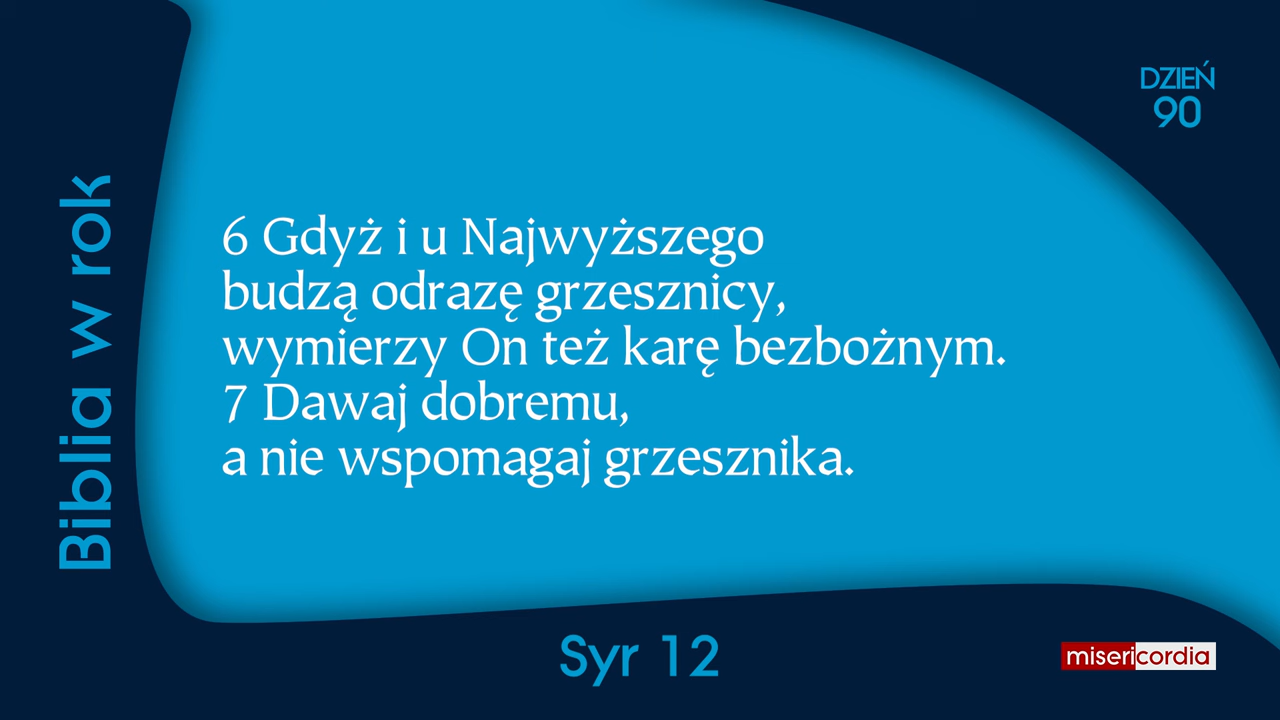 DZIEŃ
90
Biblia w rok
6 Gdyż i u Najwyższego
budzą odrazę grzesznicy,
wymierzy On też karę bezbożnym.
7 Dawaj dobremu,
a nie wspomagaj grzesznika.
Syr 12
misericordia